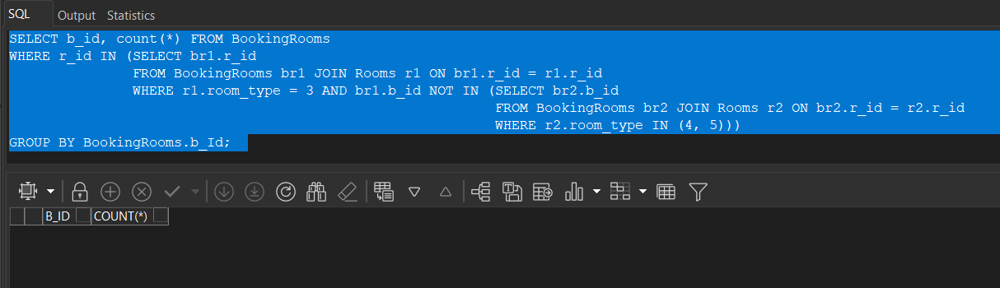 SQL Output Statistics
SELECT b_id, count(*) FROM BookingRooms
WHERE r_id IN (SELECT br1.r_id
FROM BookingRooms br1 JOIN Rooms r1 ON br1.r_id = r1.r_id
WHERE r1.room_type = 3 AND br1.b_id NOT IN (SELECT br2.b_id
FROM BookingRooms br2 JOIN Rooms r2 ON br2.r_id = r2.r_id
WHERE r2.room_type IN (4, 5)))
GROUP BY BookingRooms.b_Id;
B_ID COUNT(*)